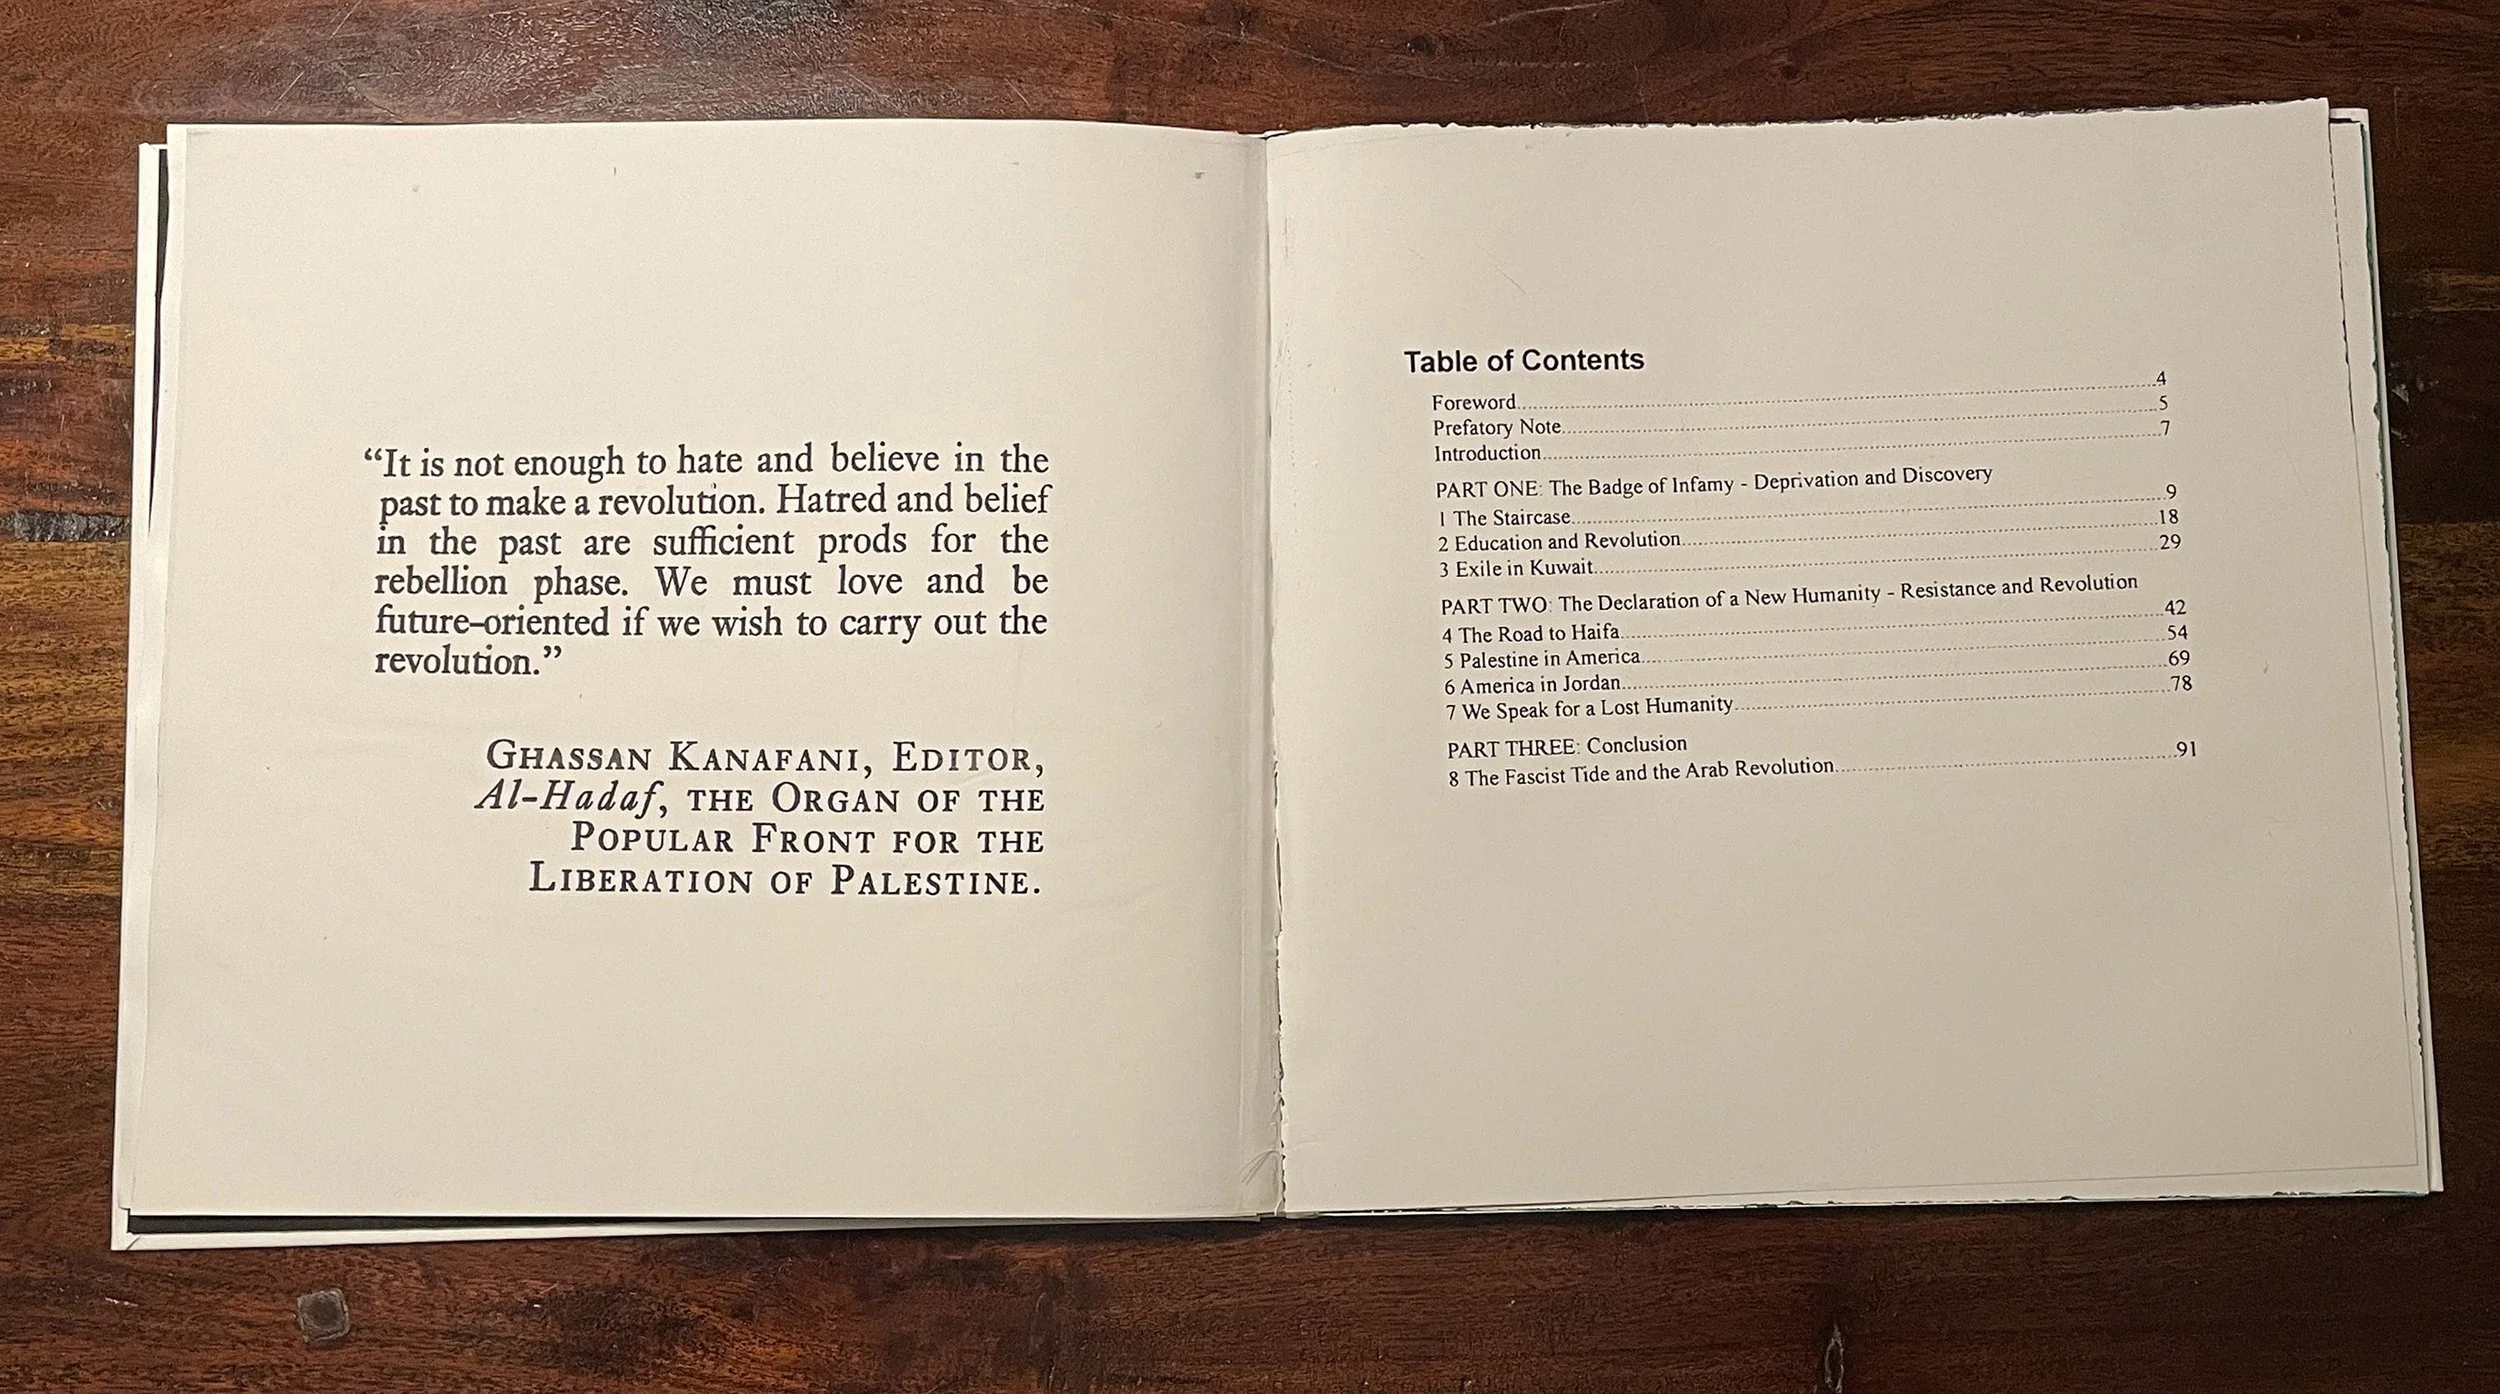 “It is not enough to hate and believe in the
past to make a revolution. Hatred and belief
in the past are sufficient prods for the
rebellion phase. We must love and be
future-oriented if we wish to carry out the
revolution.”
GHASSAN KANAFANI, EDITOR,
Al-Hadaf, THE ORGAN OF THE
POPULAR FRONT FOR THE
LIBERATION OF PALESTINE.
Table of Contents
Foreword 4
Prefatory Note 5
Introduction 7
PART ONE: The Badge of Infamy - Deprivation and Discovery
1 The Staircase 9
2 Education and Revolution 18
3 Exile in Kuwait 29
PART TWO: The Declaration of a New Humanity - Resistance and Revolution
4 The Road to Haifa 42
5 Palestine in America 54
6 America in Jordan 69
7 We Speak for a Lost Humanity 78
PART THREE: Conclusion
8 The Fascist Tide and the Arab Revolution 91